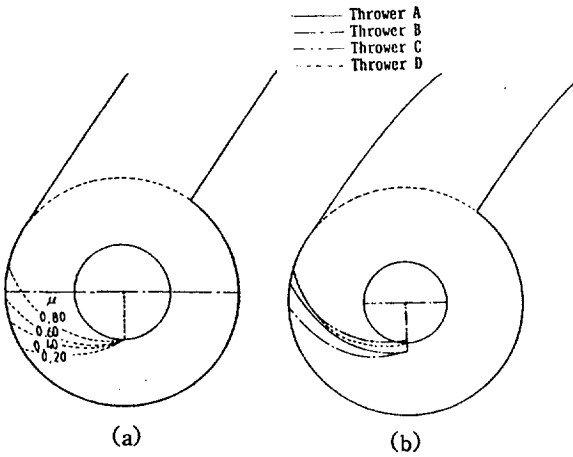 Thrower A
Thrower B
Thrower C
Thrower D
μ
0.80
0.60
0.40
0.20
(a)
(b)